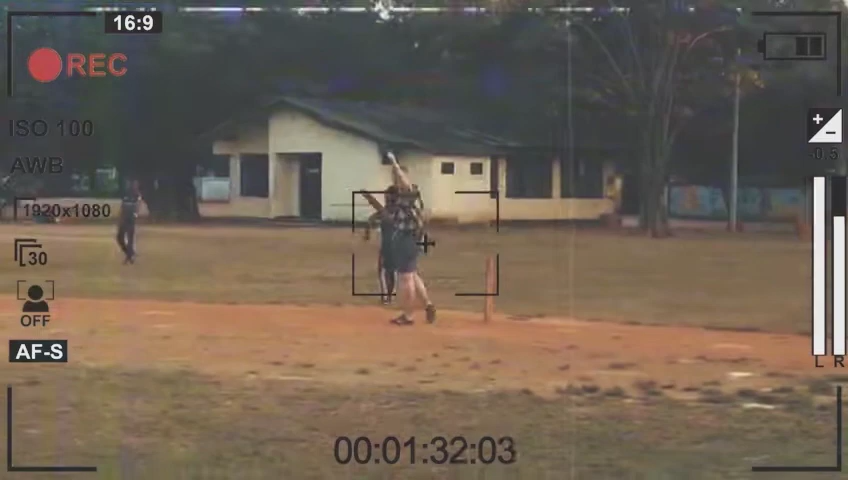 16:9
REC
ISO 100
AWB
-0.5
1920x1080
30
OFF
AF-S
L R
00:01:32:03